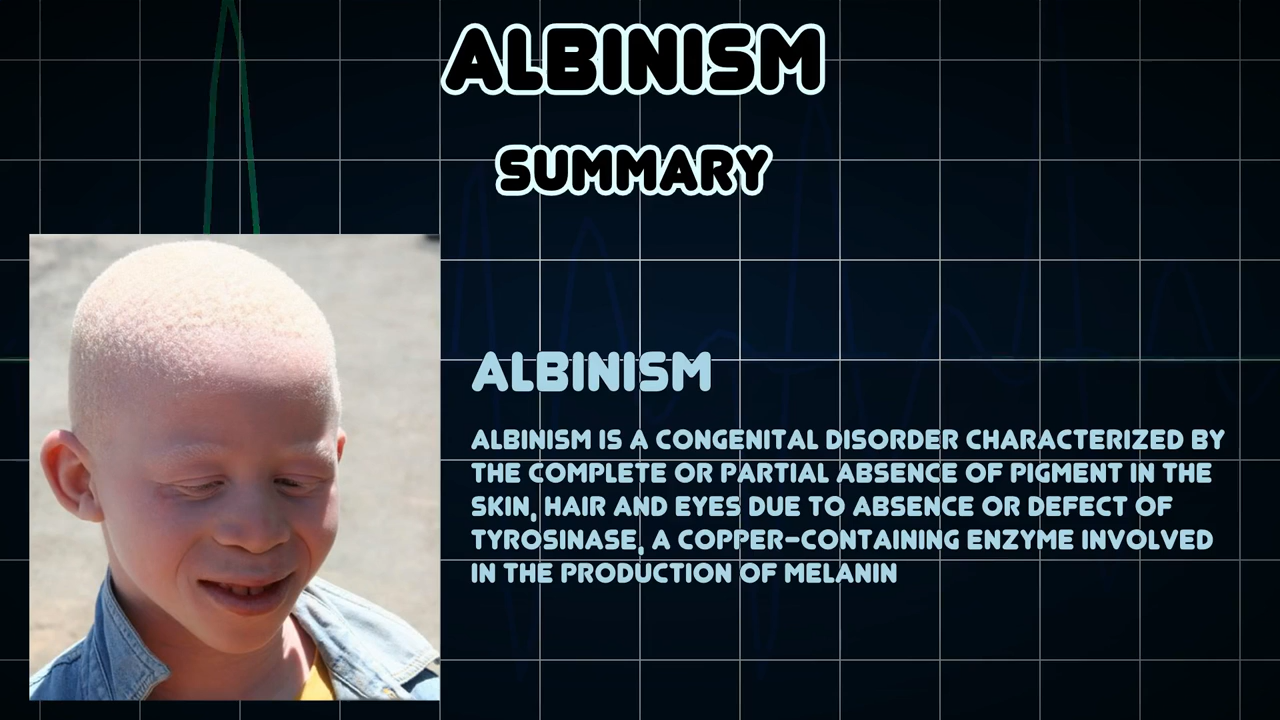 ALBINISM
SUMMARY
ALBINISM
ALBINISM IS A CONGENITAL DISORDER CHARACTERIZED BY
THE COMPLETE OR PARTIAL ABSENCE OF PIGMENT IN THE
SKIN, HAIR AND EYES DUE TO ABSENCE OR DEFECT OF
TYROSINASE, A COPPER-CONTAINING ENZYME INVOLVED
IN THE PRODUCTION OF MELANIN